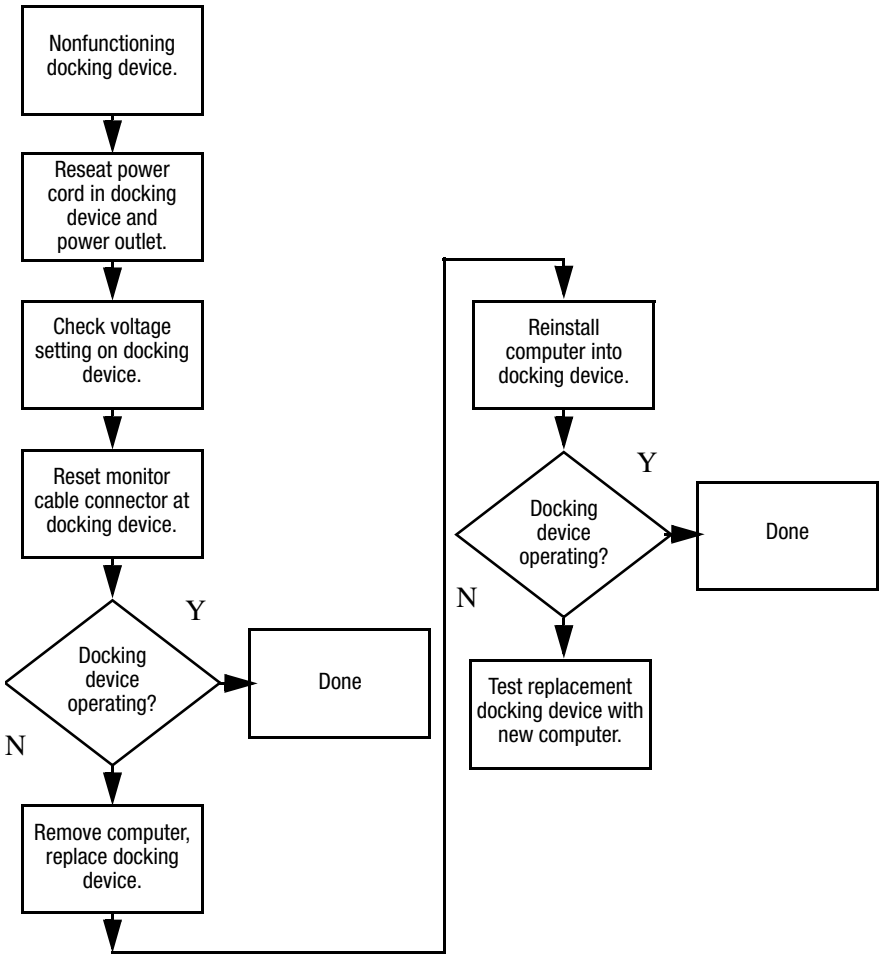 Nonfunctioning
docking device.
Reseat power
cord in docking
device and
power outlet.
Check voltage
setting on docking
device.
Reset monitor
cable connector at
docking device.
Docking
device
operating?
Y
Done
N
Remove computer,
replace docking
device.
Reinstall
computer into
docking device.
Docking
device
operating?
Y
Done
N
Test replacement
docking device with
new computer.